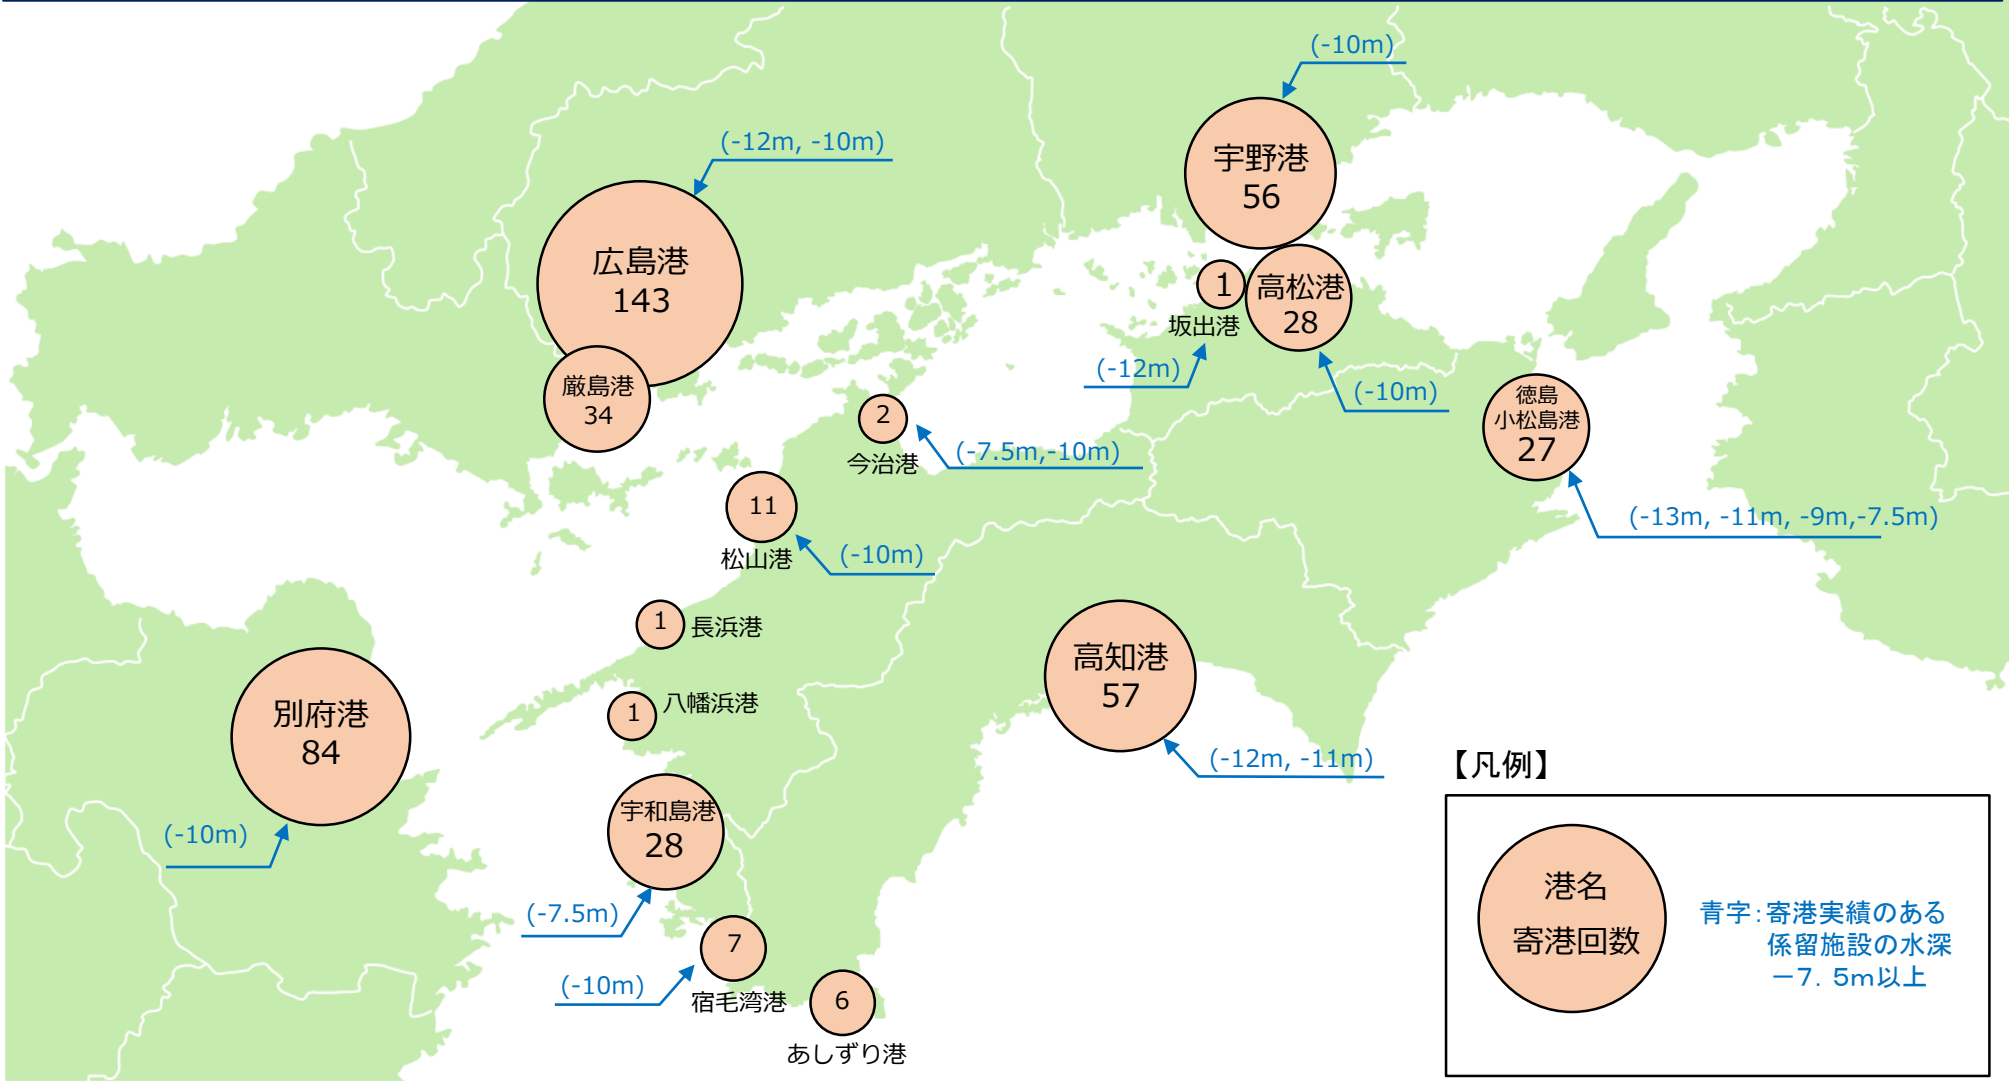 (-10m)
(-12m, -10m)
宇野港
56
広島港
143
1
坂出港
高松港
28
(-12m)
(-10m)
厳島港
34
2
今治港
(-7.5m,-10m)
徳島
小松島港
27
(-13m, -11m, -9m,-7.5m)
11
松山港
(-10m)
1
長浜港
1
八幡浜港
高知港
57
(-12m, -11m)
別府港
84
(-10m)
宇和島港
28
(-7.5m)
7
宿毛湾港
(-10m)
6
あしずり港
【凡例】
港名
寄港回数
青字：寄港実績のある
係留施設の水深
－７．５ｍ以上